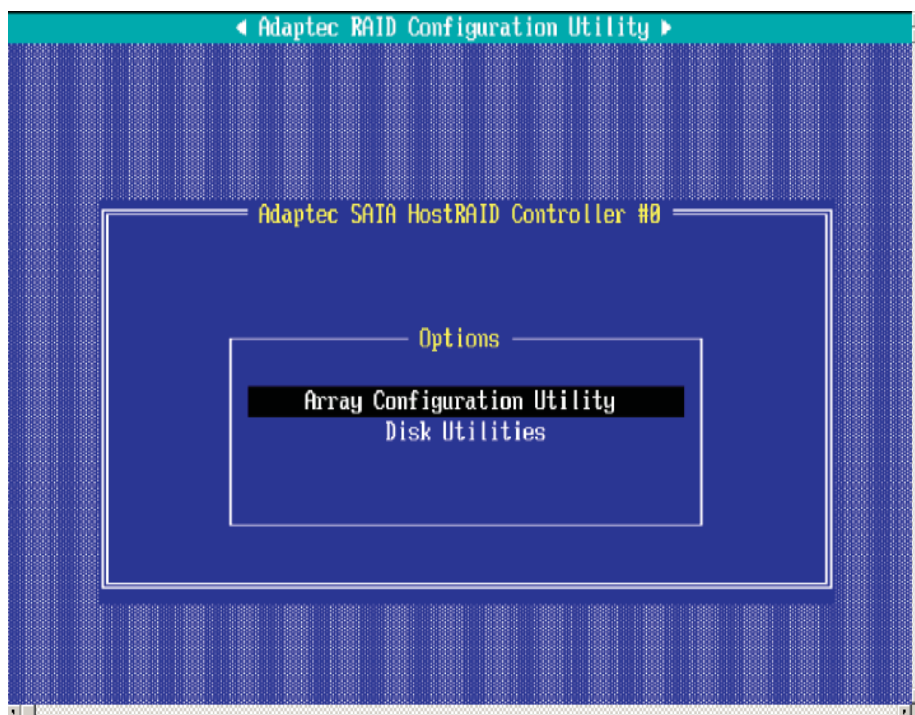 Adaptec RAID Configuration Utility
Adaptec SATA HostRAID Controller #0
Options
Array Configuration Utility
Disk Utilities